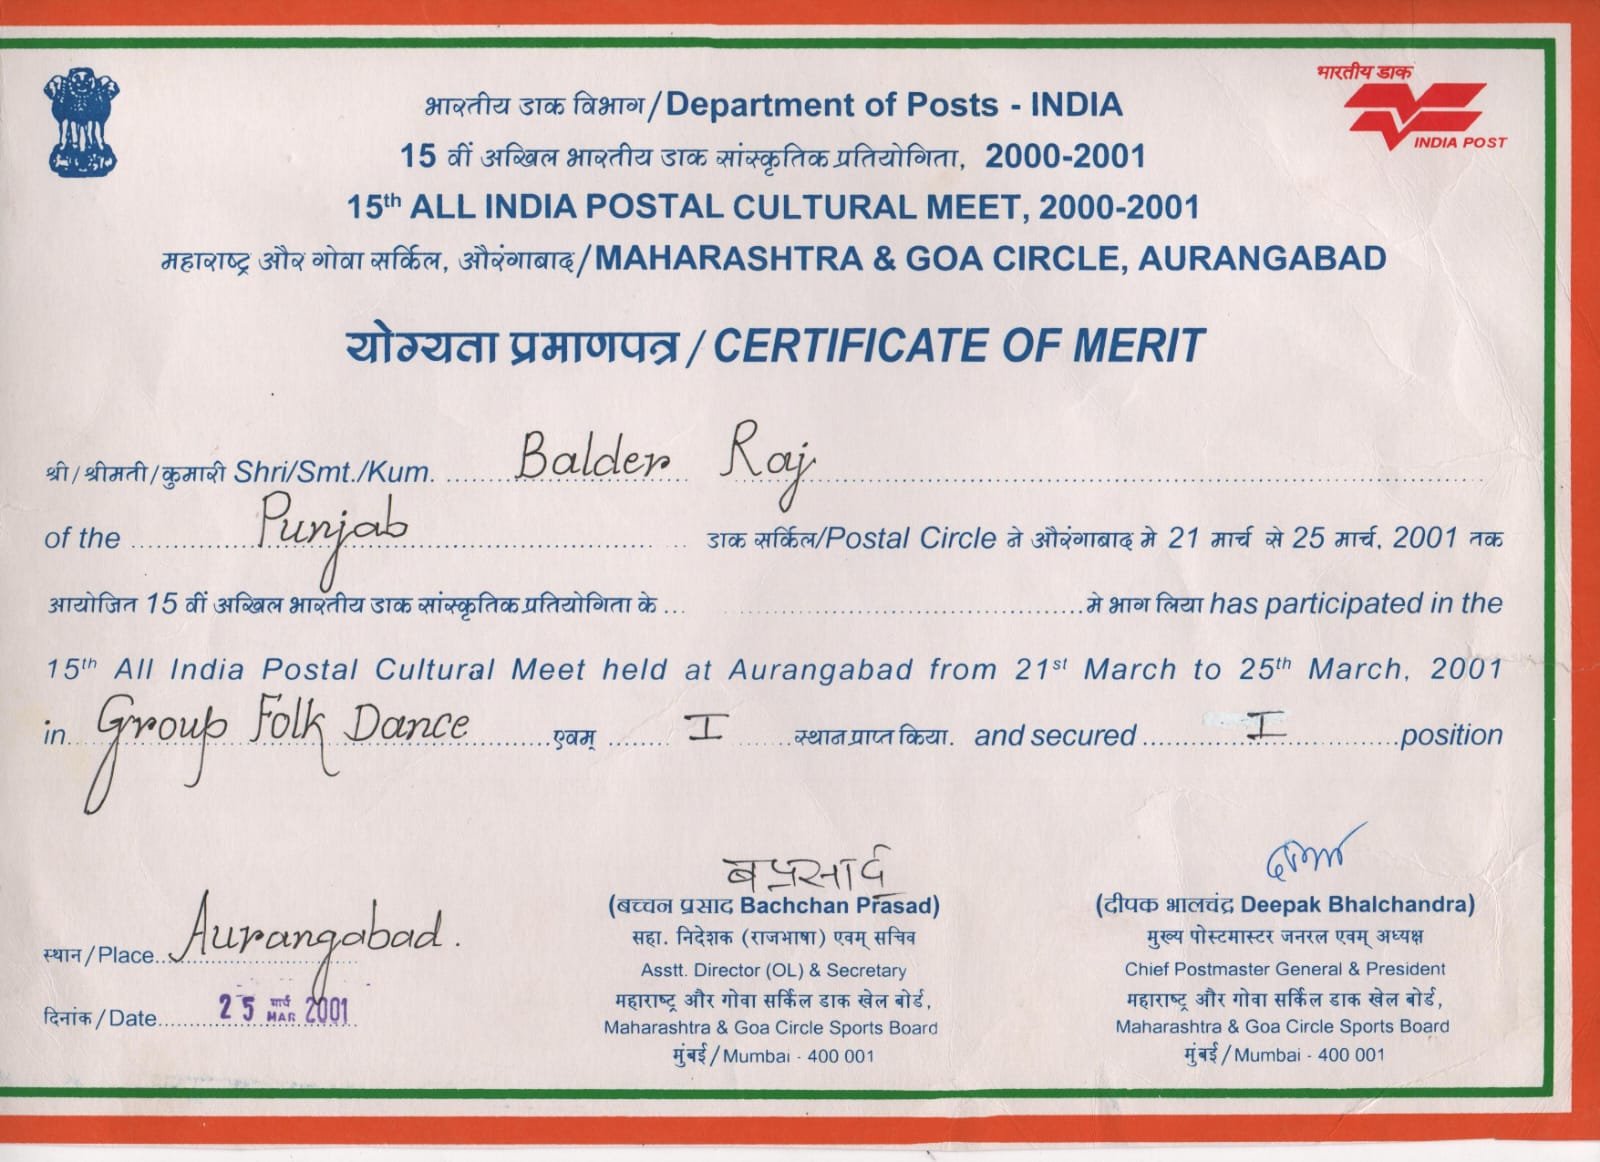 भारतीय डाक
INDIA POST
भारतीय डाक विभाग/Department of Posts - INDIA
15 वीं अखिल भारतीय डाक सांस्कृतिक प्रतियोगिता, 2000-2001
15th ALL INDIA POSTAL CULTURAL MEET, 2000-2001
महाराष्ट्र और गोवा सर्किल, औरंगाबाद/MAHARASHTRA & GOA CIRCLE, AURANGABAD
योग्यता प्रमाणपत्र/CERTIFICATE OF MERIT
श्री/श्रीमती/कुमारी Shri/Smt./Kum. Balder Raj
of the Punjab डाक सर्किल/Postal Circle ने औरंगाबाद मे 21 मार्च से 25 मार्च, 2001 तक
आयोजित 15 वीं अखिल भारतीय डाक सांस्कृतिक प्रतियोगिता के ... मे भाग लिया has participated in the
15th All India Postal Cultural Meet held at Aurangabad from 21st March to 25th March, 2001
in Group Folk Dance एवम् I स्थान प्राप्त किया. and secured I position
बप्रसाद
(बच्चन प्रसाद Bachchan Prasad)
सहा. निदेशक (राजभाषा) एवम् सचिव
Asstt. Director (OL) & Secretary
महाराष्ट्र और गोवा सर्किल डाक खेल बोर्ड,
Maharashtra & Goa Circle Sports Board
मुंबई/Mumbai - 400 001
(दीपक भालचंद्र Deepak Bhalchandra)
मुख्य पोस्टमास्टर जनरल एवम् अध्यक्ष
Chief Postmaster General & President
महाराष्ट्र और गोवा सर्किल डाक खेल बोर्ड,
Maharashtra & Goa Circle Sports Board
मुंबई/Mumbai - 400 001
स्थान/Place Aurangabad.
दिनांक/Date 25 मार्च MAR 2001